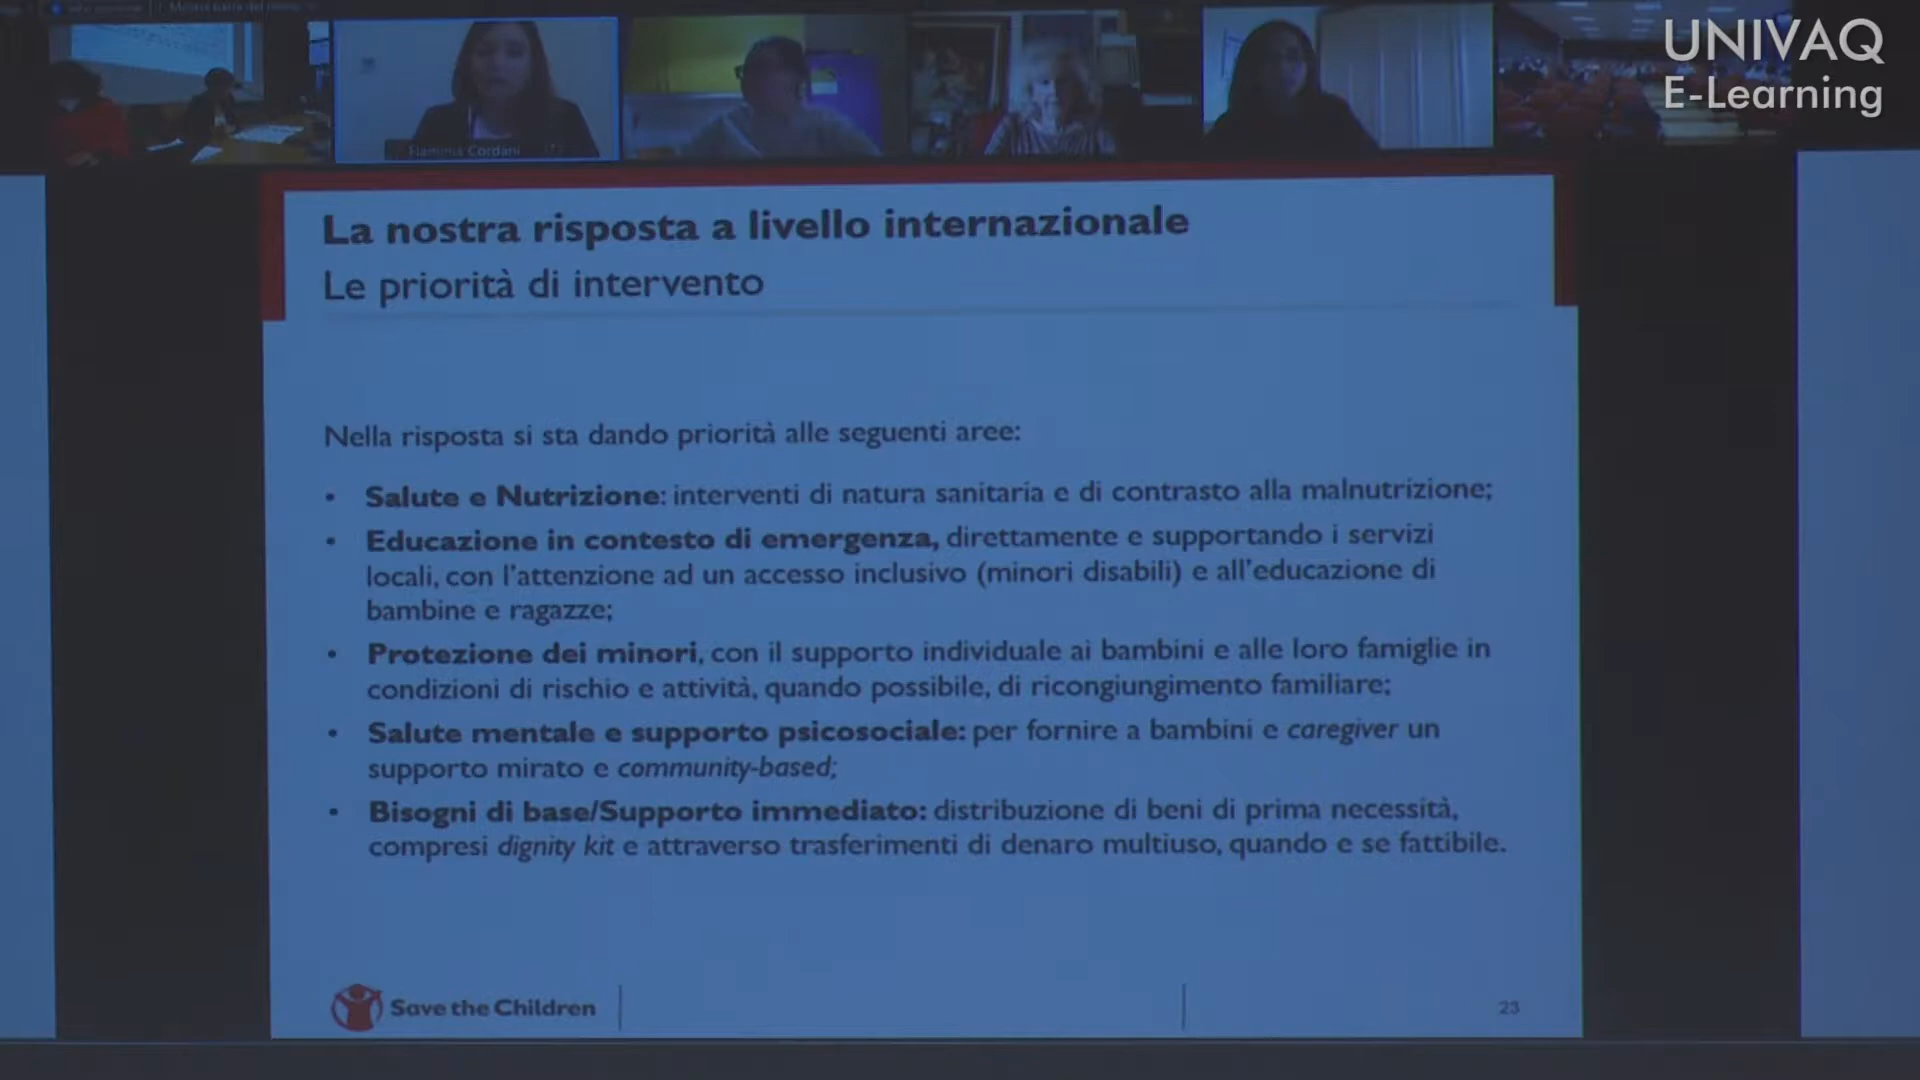 UNIVAQ
E-Learning
Fiammia Cordani
La nostra risposta a livello internazionale
Le priorità di intervento
Nella risposta si sta dando priorità alle seguenti aree:
• Salute e Nutrizione: interventi di natura sanitaria e di contrasto alla malnutrizione;
• Educazione in contesto di emergenza, direttamente e supportando i servizi
locali, con l'attenzione ad un accesso inclusivo (minori disabili) e all'educazione di
bambine e ragazze;
• Protezione dei minori, con il supporto individuale ai bambini e alle loro famiglie in
condizioni di rischio e attività, quando possibile, di ricongiungimento familiare;
• Salute mentale e supporto psicosociale: per fornire a bambini e caregiver un
supporto mirato e community-based;
• Bisogni di base/Supporto immediato: distribuzione di beni di prima necessità,
compresi dignity kit e attraverso trasferimenti di denaro multiuso, quando e se fattibile.
Save the Children
23